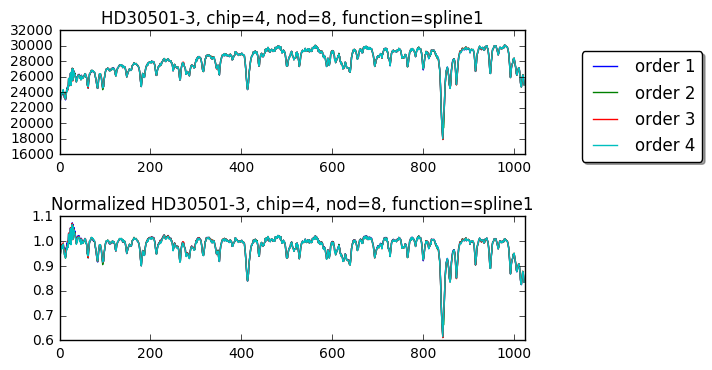 HD30501-3, chip=4, nod=8, function=spline1
32000
30000
28000
26000
24000
22000
20000
18000
16000
0 200 400 600 800 1000
order 1
order 2
order 3
order 4
Normalized HD30501-3, chip=4, nod=8, function=spline1
1.1
1.0
0.9
0.8
0.7
0.6
0 200 400 600 800 1000